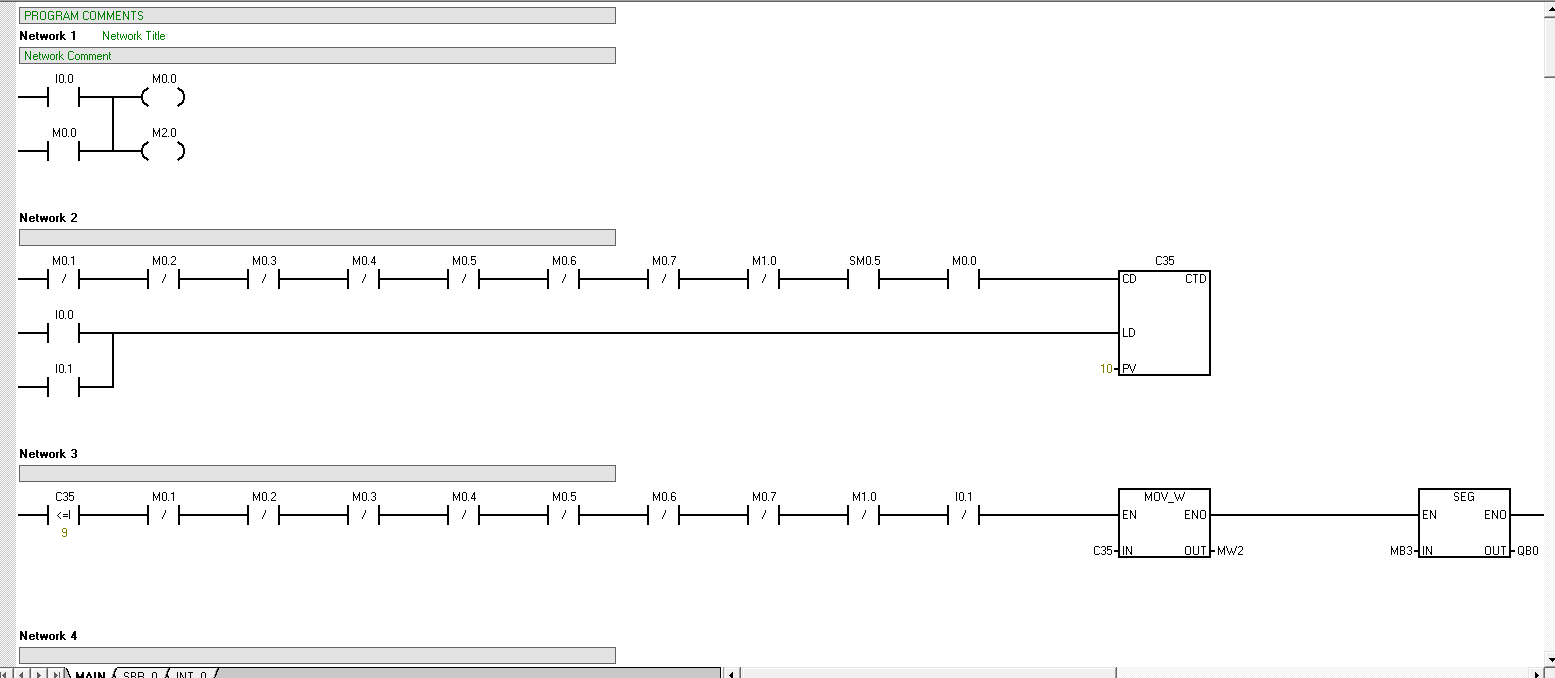 PROGRAM COMMENTS
Network 1 Network Title
Network Comment
I0.0 M0.0
M0.0 M2.0
Network 2
M0.1 M0.2 M0.3 M0.4 M0.5 M0.6 M0.7 M1.0 SM0.5 M0.0 C35
/ / / / / / / / CD CTD
I0.0
LD
I0.1
10 PV
Network 3
C35 M0.1 M0.2 M0.3 M0.4 M0.5 M0.6 M0.7 M1.0 I0.1 MOV_W SEG
<=I / / / / / / / / / EN ENO EN ENO
9
C35 IN OUT MW2 MB3 IN OUT QB0
Network 4
MAIN SBR_0 INT_0